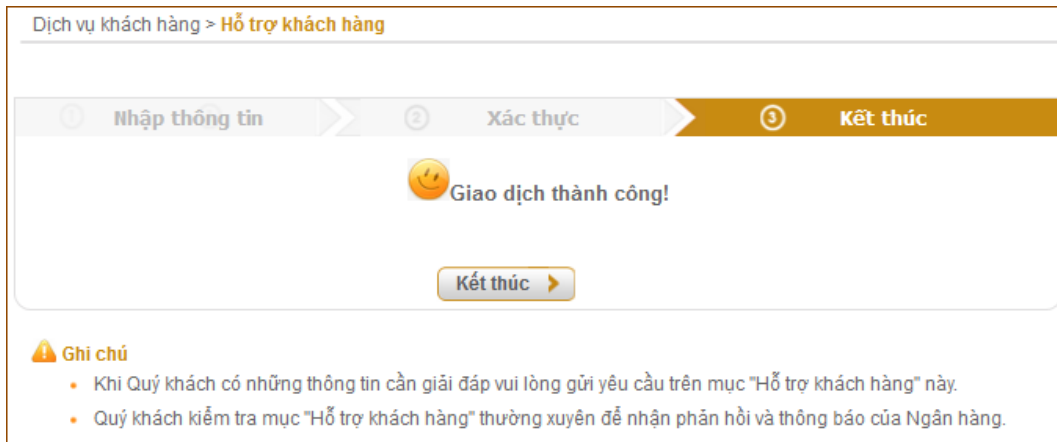 Dịch vụ khách hàng > Hỗ trợ khách hàng
1 Nhập thông tin 2 Xác thực 3 Kết thúc
Giao dịch thành công!
Kết thúc
Ghi chú
• Khi Quý khách có những thông tin cần giải đáp vui lòng gửi yêu cầu trên mục "Hỗ trợ khách hàng" này.
• Quý khách kiểm tra mục "Hỗ trợ khách hàng" thường xuyên để nhận phản hồi và thông báo của Ngân hàng.